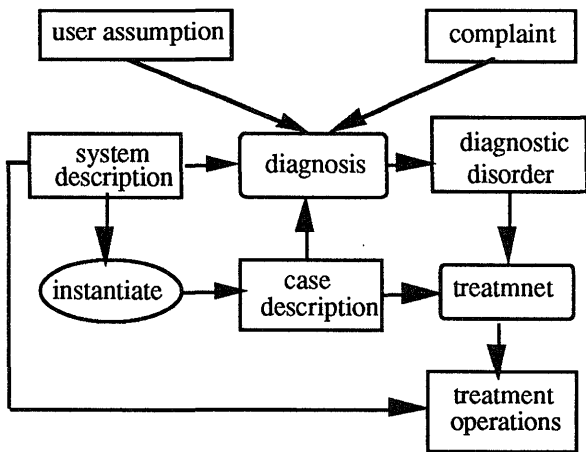 user assumption
complaint
system
description
diagnosis
diagnostic
disorder
instantiate
case
description
treatmnet
treatment
operations